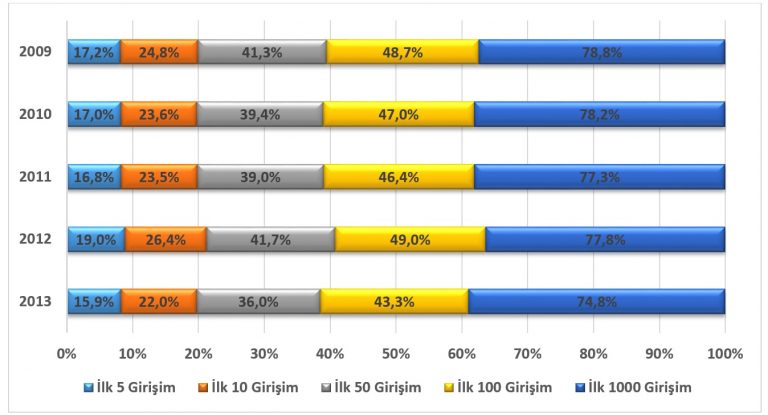 2009 17,2% 24,8% 41,3% 48,7% 78,8%
2010 17,0% 23,6% 39,4% 47,0% 78,2%
2011 16,8% 23,5% 39,0% 46,4% 77,3%
2012 19,0% 26,4% 41,7% 49,0% 77,8%
2013 15,9% 22,0% 36,0% 43,3% 74,8%
0% 10% 20% 30% 40% 50% 60% 70% 80% 90% 100%
İlk 5 Girişim İlk 10 Girişim İlk 50 Girişim İlk 100 Girişim İlk 1000 Girişim